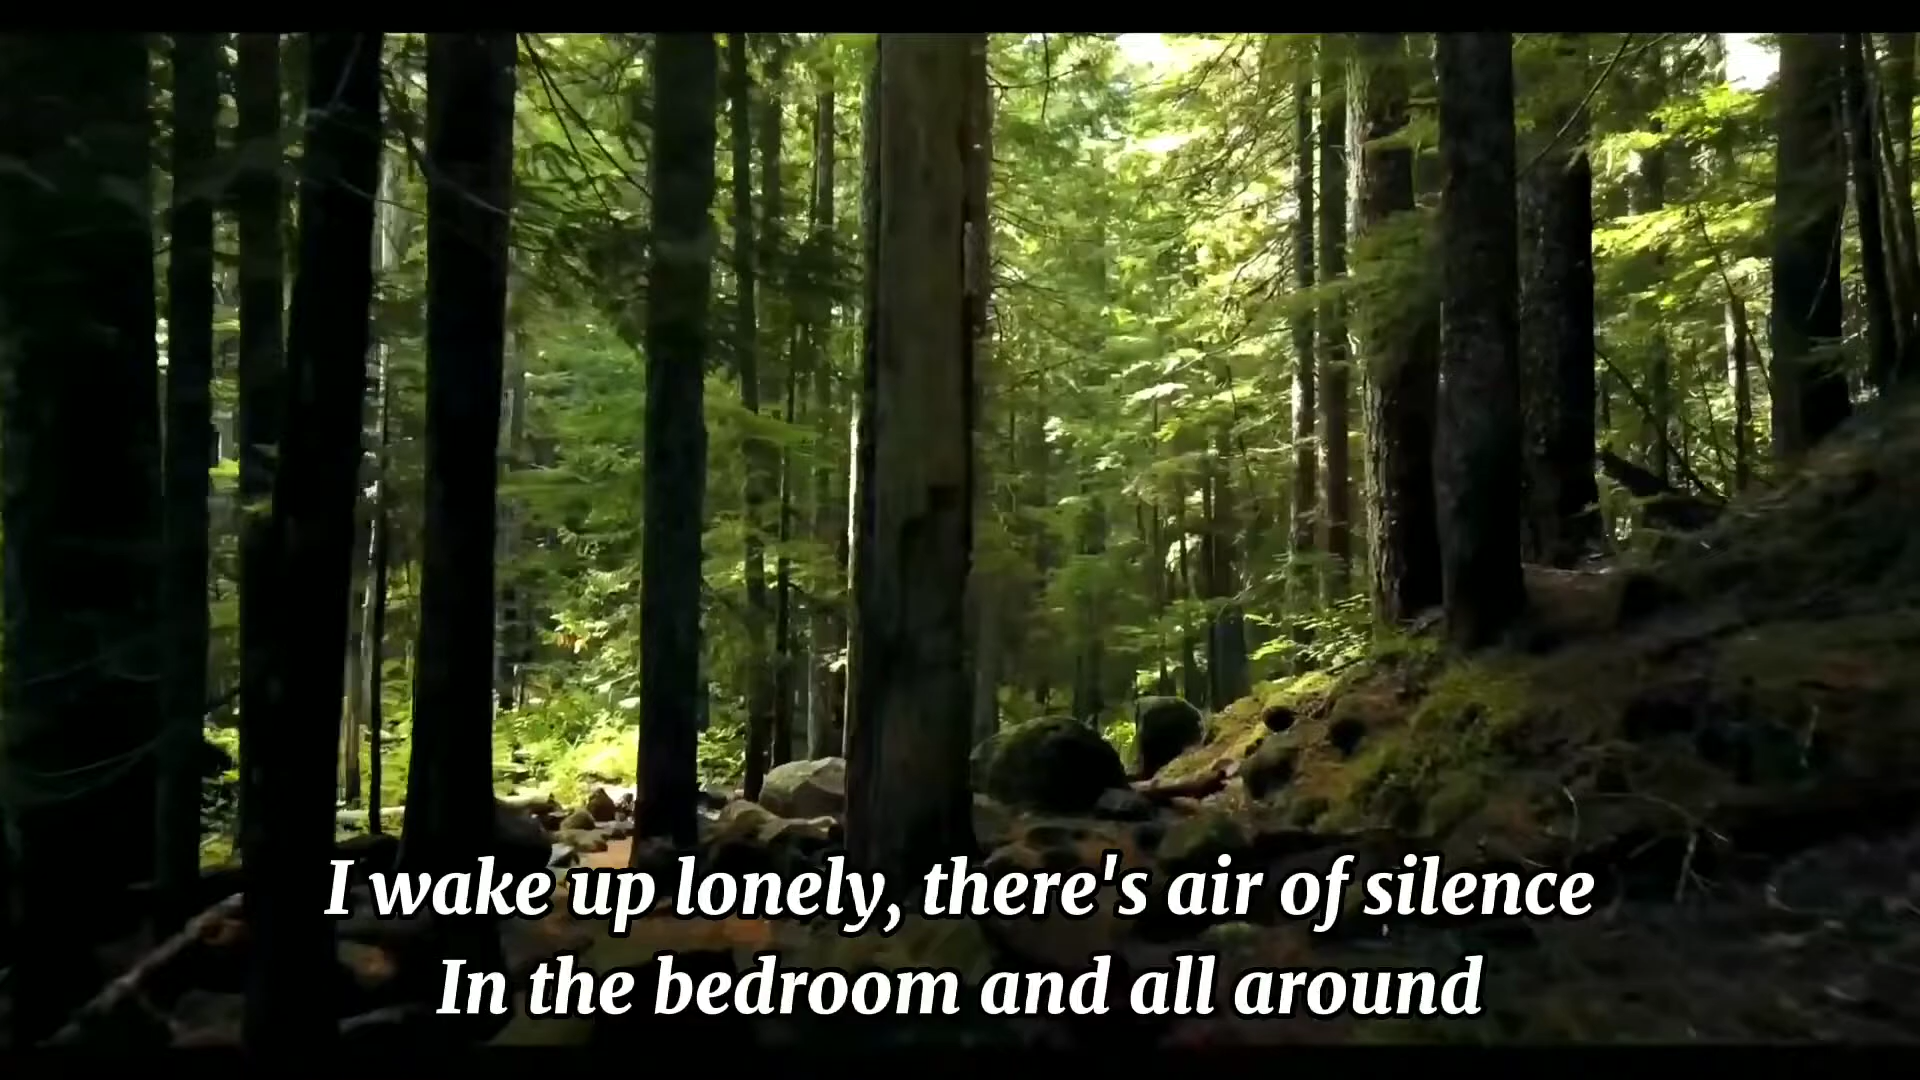 I wake up lonely, there's air of silence
In the bedroom and all around